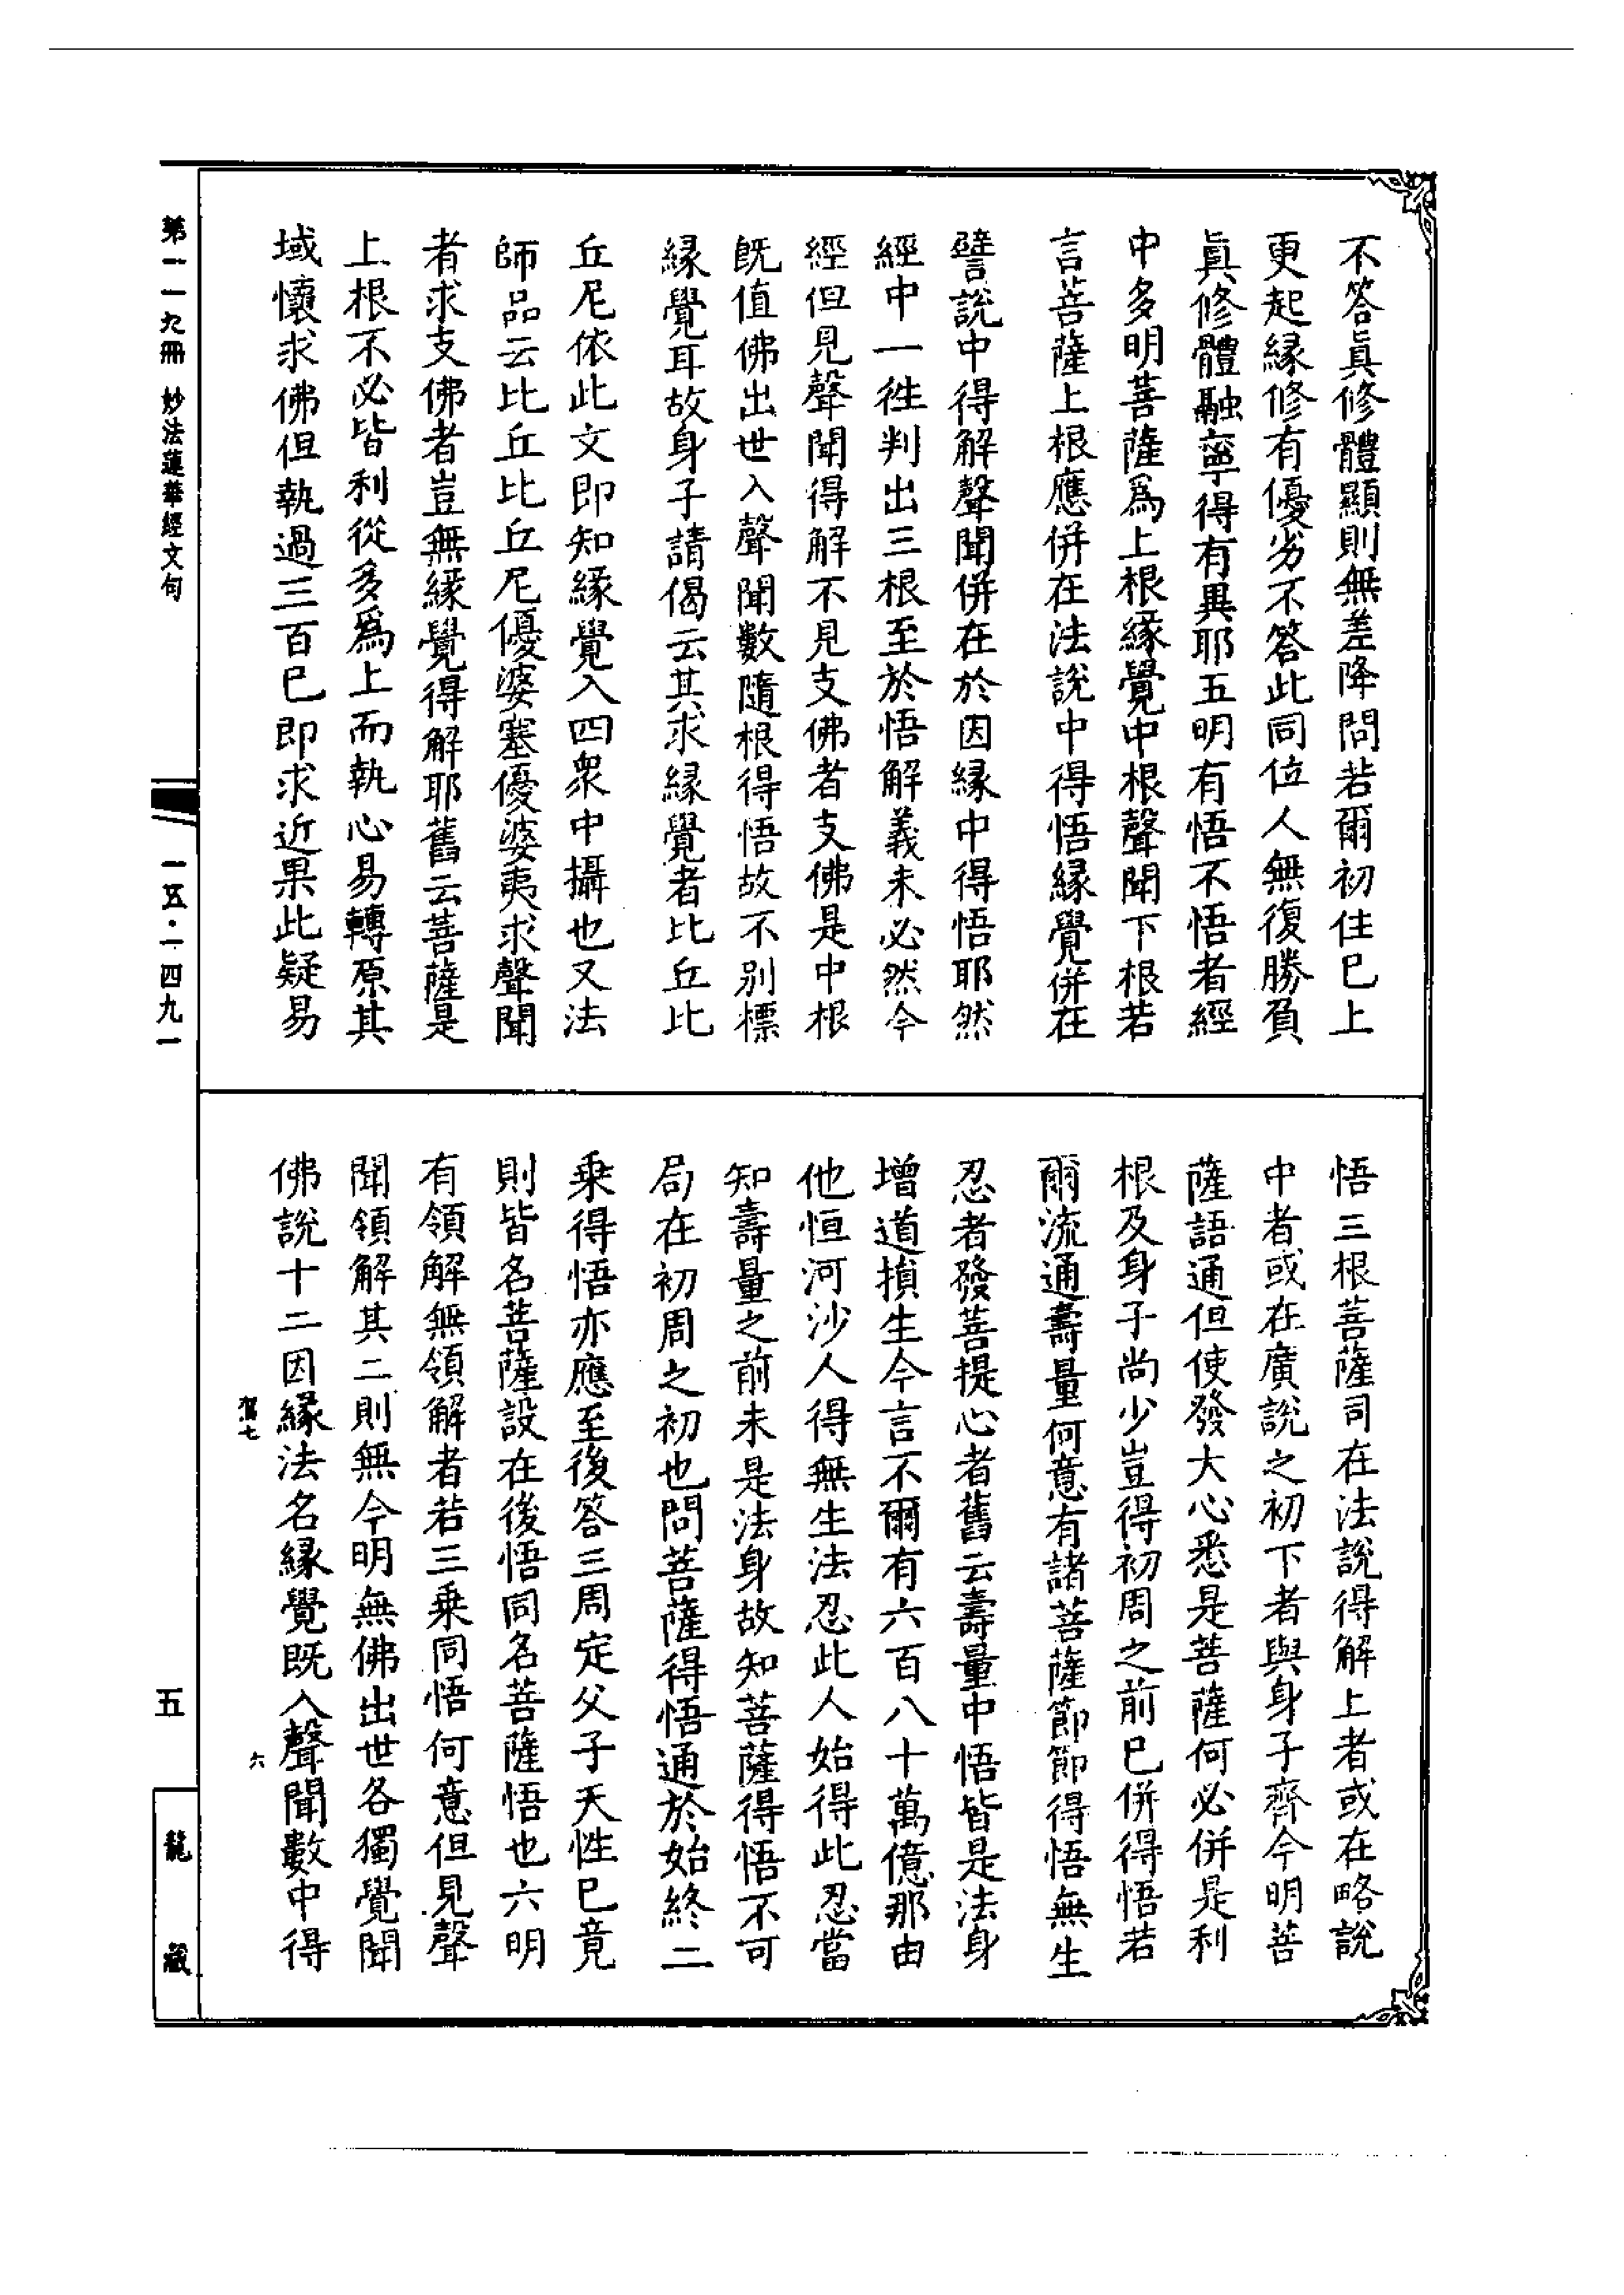 不答眞修體顯則無差降問若爾初住巳上
更起緣修有優劣不答此同位人無復勝負
眞修體融寧得有異耶五明有悟不悟者經
中多明菩薩爲上根緣覺中根聲聞下根若
言菩薩上根應併在法說中得悟緣覺併在
譬說中得解聲聞併在於因緣中得悟耶然
經中一徃判出三根至於悟解義未必然今
經但見聲聞得解不見支佛者支佛是中根
旣值佛出世入聲聞數隨根得悟故不別標
緣覺耳故身子請偈云其求緣覺者比丘比
丘尼依此文即知緣覺入四衆中攝也又法
師品云比丘比丘尼優婆塞優婆夷求聲聞
者求支佛者豈無緣覺得解耶舊云菩薩是
上根不必皆利從多爲上而執心易轉原其
域懷求佛但執過三百巳即求近果此疑易
悟三根菩薩司在法說得解上者或在略說
中者或在廣說之初下者與身子齊今明菩
薩語通但使發大心悉是菩薩何必併是利
根及身子尚少豈得初周之前巳併得悟若
爾流通壽量何意有諸菩薩節節得悟無生
忍者發菩提心者舊云壽量中悟皆是法身
增道損生今言不爾有六百八十萬億那由
他恒河沙人得無生法忍此人始得此忍當
知壽量之前未是法身故知菩薩得悟不可
局在初周之初也問菩薩得悟通於始終二
乘得悟亦應至後答三周定父子天性巳竟
則皆名菩薩設在後悟同名菩薩悟也六明
有領解無領解者若三乘同悟何意但見聲
聞領解其二則無今明無佛出世各獨覺聞
佛說十二因緣法名緣覺既入聲聞數中得
七
六
第一一九冊 妙法蓮華經文句
一五·一四九一
五
龍藏